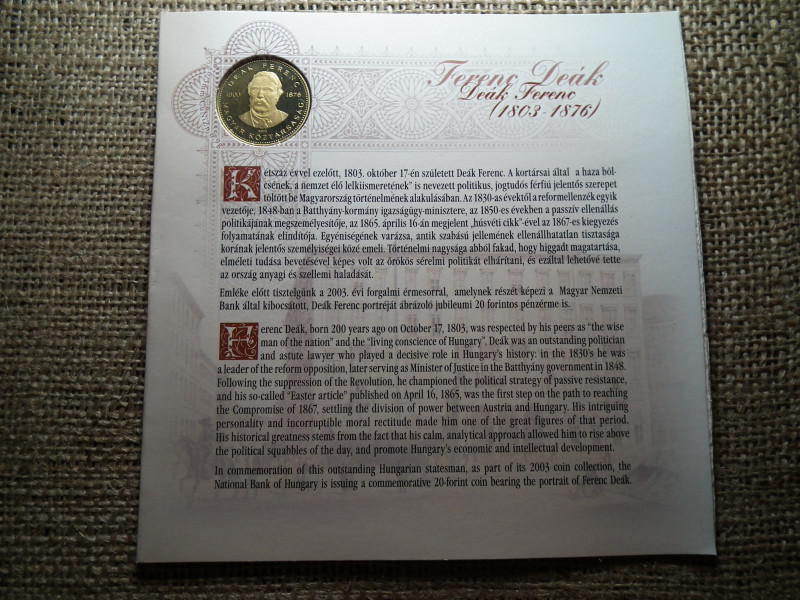 DEÁK FERENC
1803 1876
MAGYAR KÖZTÁRSASÁG
Ferenc Deák
Deák Ferenc
(1803-1876)
Kétszáz évvel ezelőtt, 1803. október 17-én született Deák Ferenc. A kortársai által a haza böl-
csének, a nemzet élő lelkiismeretének" is nevezett politikus, jogtudós férfiú jelentős szerepet
töltött be Magyarország történelmének alakulásában. Az 1830-as évektől a reformellenzék egyik
vezetője, 1848-ban a Batthyány-kormány igazságügy-minisztere, az 1850-es években a passzív ellenállás
politikájának megszemélyesítője, az 1865. április 16-án megjelent „húsvéti cikk"-ével az 1867-es kiegyezés
folyamatának elindítója. Egyéniségének varázsa, antik szabású jellemének ellenállhatatlan tisztasága
korának jelentős személyiségei közé emeli. Történelmi nagysága abból fakad, hogy higgadt magatartása,
elméleti tudása bevetésével képes volt az örökös sérelmi politikát elhárítani, és ezáltal lehetővé tette
az ország anyagi és szellemi haladását.
Emléke előtt tisztelgünk a 2003. évi forgalmi érmesorral, amelynek részét képezi a Magyar Nemzeti
Bank által kibocsátott, Deák Ferenc portréját ábrázoló jubileumi 20 forintos pénzérme is.
Ferenc Deák, born 200 years ago on October 17, 1803, was respected by his peers as "the wise
man of the nation" and the "living conscience of Hungary". Deák was an outstanding politician
and astute lawyer who played a decisive role in Hungary's history: in the 1830's he was
a leader of the reform opposition, later serving as Minister of Justice in the Batthyány government in 1848.
Following the suppression of the Revolution, he championed the political strategy of passive resistance,
and his so-called "Easter article" published on April 16, 1865, was the first step on the path to reaching
the Compromise of 1867, settling the division of power between Austria and Hungary. His intriguing
personality and incorruptible moral rectitude made him one of the great figures of that period.
His historical greatness stems from the fact that his calm, analytical approach allowed him to rise above
the political squabbles of the day, and promote Hungary's economic and intellectual development.
In commemoration of this outstanding Hungarian statesman, as part of its 2003 coin collection, the
National Bank of Hungary is issuing a commemorative 20-forint coin bearing the portrait of Ferenc Deák.